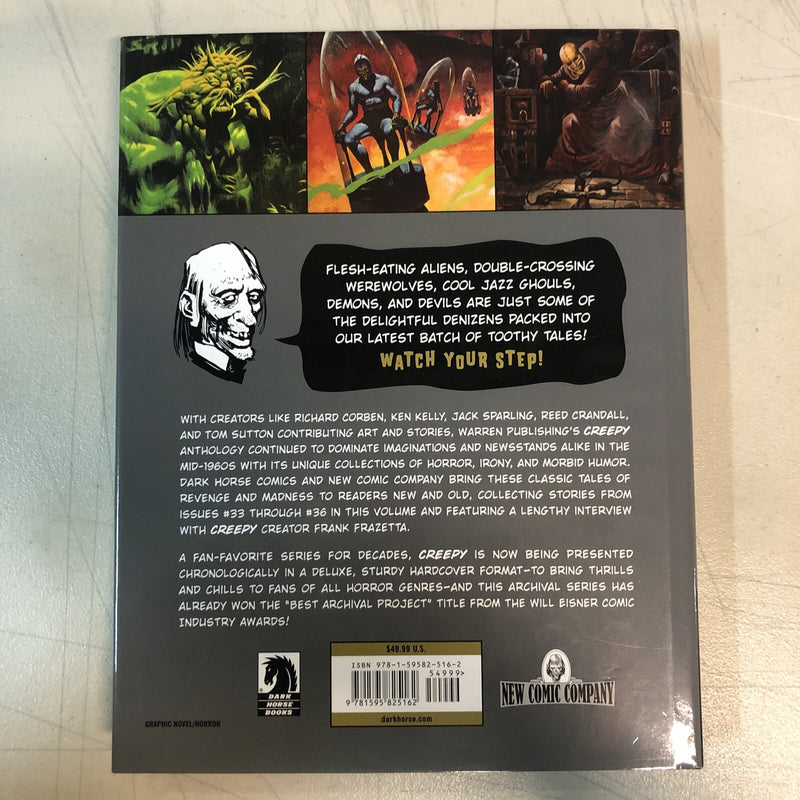 FLESH-EATING ALIENS, DOUBLE-CROSSING
WEREWOLVES, COOL JAZZ GHOULS,
DEMONS, AND DEVILS ARE JUST SOME OF
THE DELIGHTFUL DENIZENS PACKED INTO
OUR LATEST BATCH OF TOOTHY TALES!
WATCH YOUR STEP!
WITH CREATORS LIKE RICHARD CORBEN, KEN KELLY, JACK SPARLING, REED CRANDALL,
AND TOM SUTTON CONTRIBUTING ART AND STORIES, WARREN PUBLISHING'S CREEPY
ANTHOLOGY CONTINUED TO DOMINATE IMAGINATIONS AND NEWSSTANDS ALIKE IN THE
MID-1960S WITH ITS UNIQUE COLLECTIONS OF HORROR, IRONY, AND MORBID HUMOR.
DARK HORSE COMICS AND NEW COMIC COMPANY BRING THESE CLASSIC TALES OF
REVENGE AND MADNESS TO READERS NEW AND OLD, COLLECTING STORIES FROM
ISSUES #33 THROUGH #36 IN THIS VOLUME AND FEATURING A LENGTHY INTERVIEW
WITH CREEPY CREATOR FRANK FRAZETTA.
A FAN-FAVORITE SERIES FOR DECADES, CREEPY IS NOW BEING PRESENTED
CHRONOLOGICALLY IN A DELUXE, STURDY HARDCOVER FORMAT—TO BRING THRILLS
AND CHILLS TO FANS OF ALL HORROR GENRES—AND THIS ARCHIVAL SERIES HAS
ALREADY WON THE "BEST ARCHIVAL PROJECT" TITLE FROM THE WILL EISNER COMIC
INDUSTRY AWARDS!
$49.99 U.S.
ISBN 978-1-59582-516-2
54999>
9 781595 825162
darkhorse.com
DARK
HORSE
BOOKS
NEW COMIC COMPANY
GRAPHIC NOVEL/HORROR